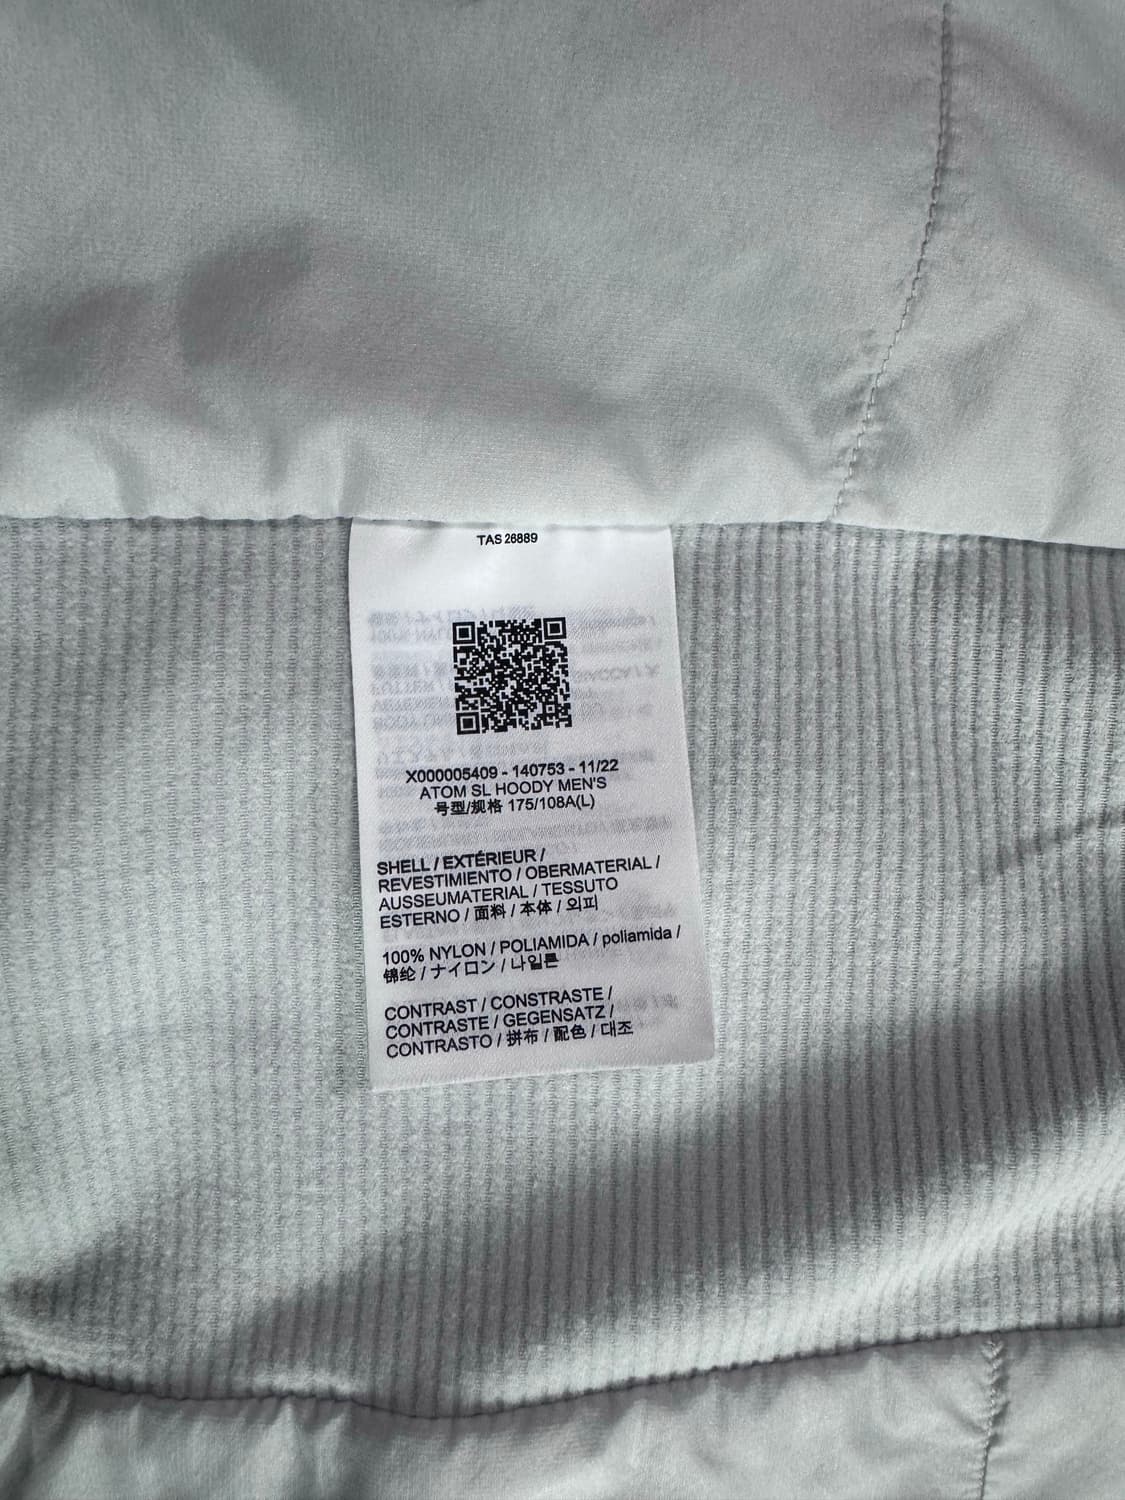 TAS 26889
X000005409 - 140753 - 11/22
ATOM SL HOODY MEN'S
号型/规格 175/108A(L)
SHELL / EXTÉRIEUR /
REVESTIMIENTO / OBERMATERIAL /
AUSSEUMATERIAL / TESSUTO
ESTERNO / 面料 / 本体 / 외피
100% NYLON / POLIAMIDA / poliamida /
锦纶 / ナイロン / 나일론
CONTRAST / CONSTRASTE /
CONTRASTE / GEGENSATZ /
CONTRASTO / 拼布 / 配色 / 대조